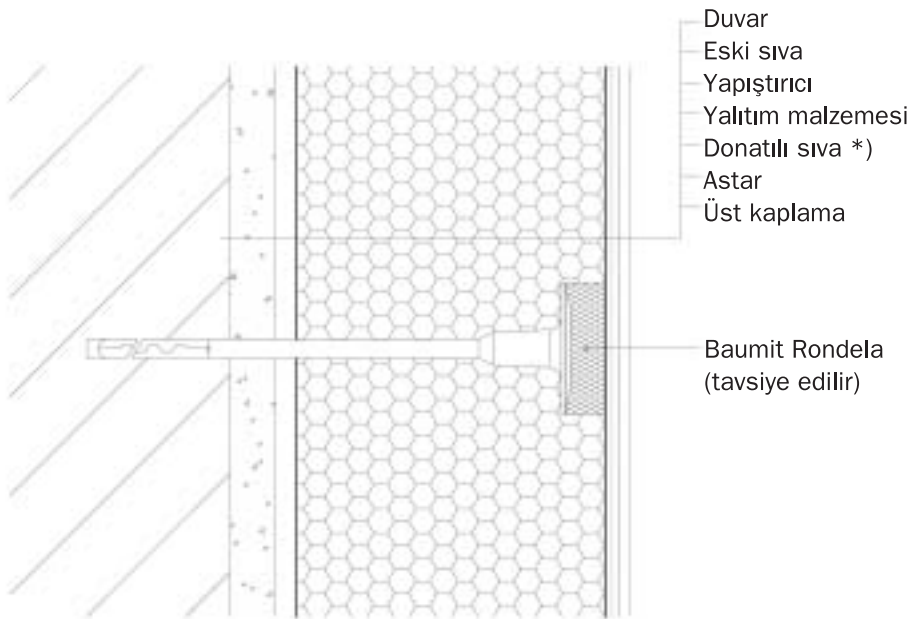 Duvar
Eski sıva
Yapıştırıcı
Yalıtım malzemesi
Donatılı sıva *)
Astar
Üst kaplama
Baumit Rondela
(tavsiye edilir)